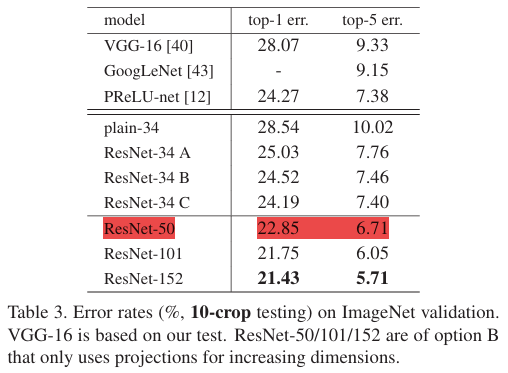 model top-1 err. top-5 err.
VGG-16 [40] 28.07 9.33
GoogLeNet [43] - 9.15
PReLU-net [12] 24.27 7.38
plain-34 28.54 10.02
ResNet-34 A 25.03 7.76
ResNet-34 B 24.52 7.46
ResNet-34 C 24.19 7.40
ResNet-50 22.85 6.71
ResNet-101 21.75 6.05
ResNet-152 21.43 5.71
Table 3. Error rates (%, 10-crop testing) on ImageNet validation.
VGG-16 is based on our test. ResNet-50/101/152 are of option B
that only uses projections for increasing dimensions.